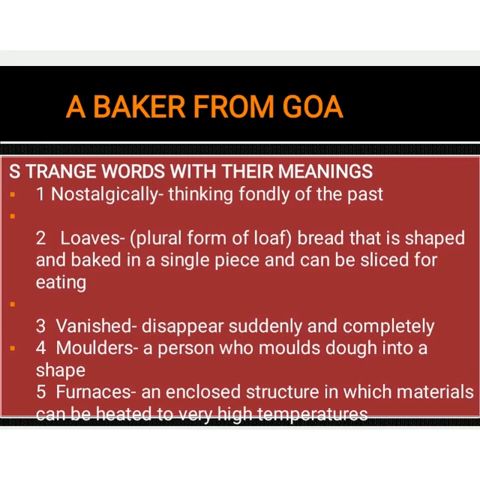 A BAKER FROM GOA
S TRANGE WORDS WITH THEIR MEANINGS
1 Nostalgically- thinking fondly of the past
2 Loaves- (plural form of loaf) bread that is shaped
and baked in a single piece and can be sliced for
eating
3 Vanished- disappear suddenly and completely
4 Moulders- a person who moulds dough into a
shape
5 Furnaces- an enclosed structure in which materials
can be heated to very high temperatures